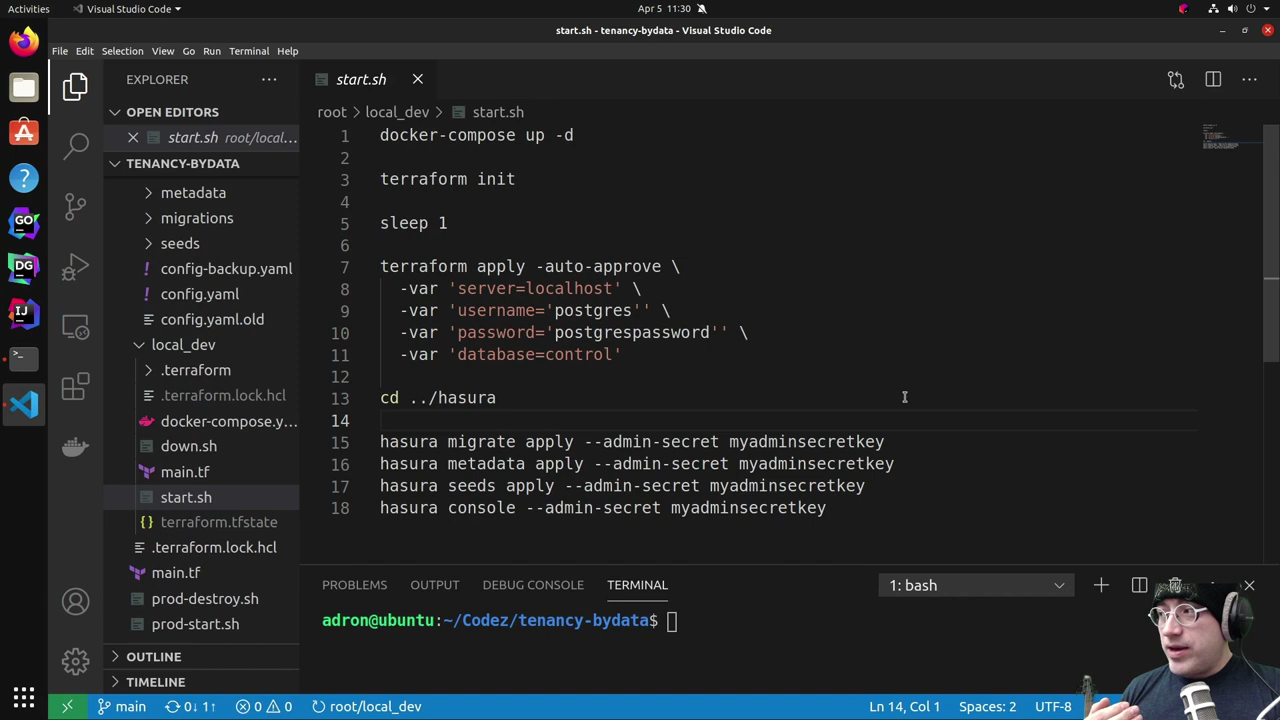 Activities
Visual Studio Code
Apr 5 11:30
start.sh - tenancy-bydata - Visual Studio Code
File Edit Selection View Go Run Terminal Help
EXPLORER
OPEN EDITORS
start.sh root/local...
TENANCY-BYDATA
metadata
migrations
seeds
config-backup.yaml
config.yaml
config.yaml.old
local_dev
.terraform
.terraform.lock.hcl
docker-compose.y...
down.sh
main.tf
start.sh
terraform.tfstate
.terraform.lock.hcl
main.tf
prod-destroy.sh
prod-start.sh
OUTLINE
TIMELINE
start.sh
root > local_dev > start.sh
1 docker-compose up -d
2
3 terraform init
4
5 sleep 1
6
7 terraform apply -auto-approve \
8 -var 'server=localhost' \
9 -var 'username='postgres'' \
10 -var 'password='postgrespassword'' \
11 -var 'database=control'
12
13 cd ../hasura
14
15 hasura migrate apply --admin-secret myadminsecretkey
16 hasura metadata apply --admin-secret myadminsecretkey
17 hasura seeds apply --admin-secret myadminsecretkey
18 hasura console --admin-secret myadminsecretkey
PROBLEMS OUTPUT DEBUG CONSOLE TERMINAL
1: bash
adron@ubuntu:~/Codez/tenancy-bydata$
main 0↓ 1↑ 0 0 root/local_dev
Ln 14, Col 1 Spaces: 2 UTF-8
GO
DG
IJ